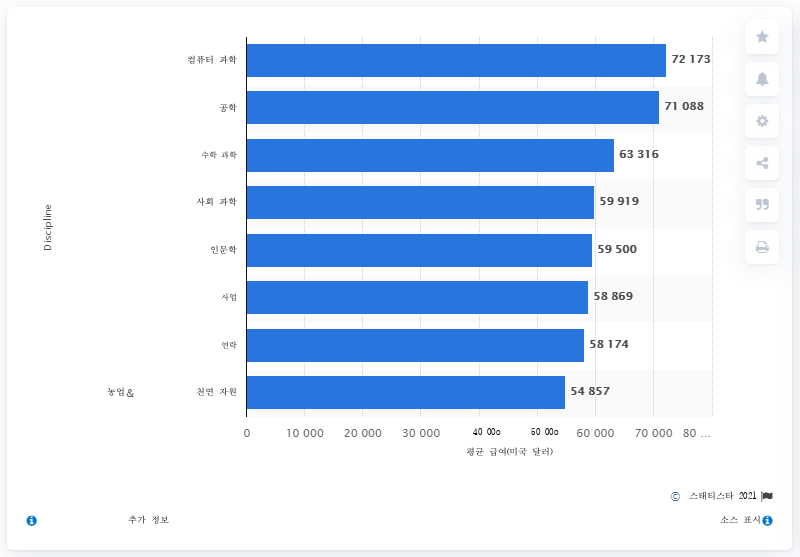 컴퓨터 과학 72 173
공학 71 088
수학 과학 63 316
사회 과학 59 919
Discipline
인문학 59 500
사업 58 869
연락 58 174
농업& 천연 자원 54 857
0 10 000 20 000 30 000 40 00o 50 00o 60 000 70 000 80 ...
평균 급여(미국 달러)
© 스태티스타 2021
추가 정보 소스 표시